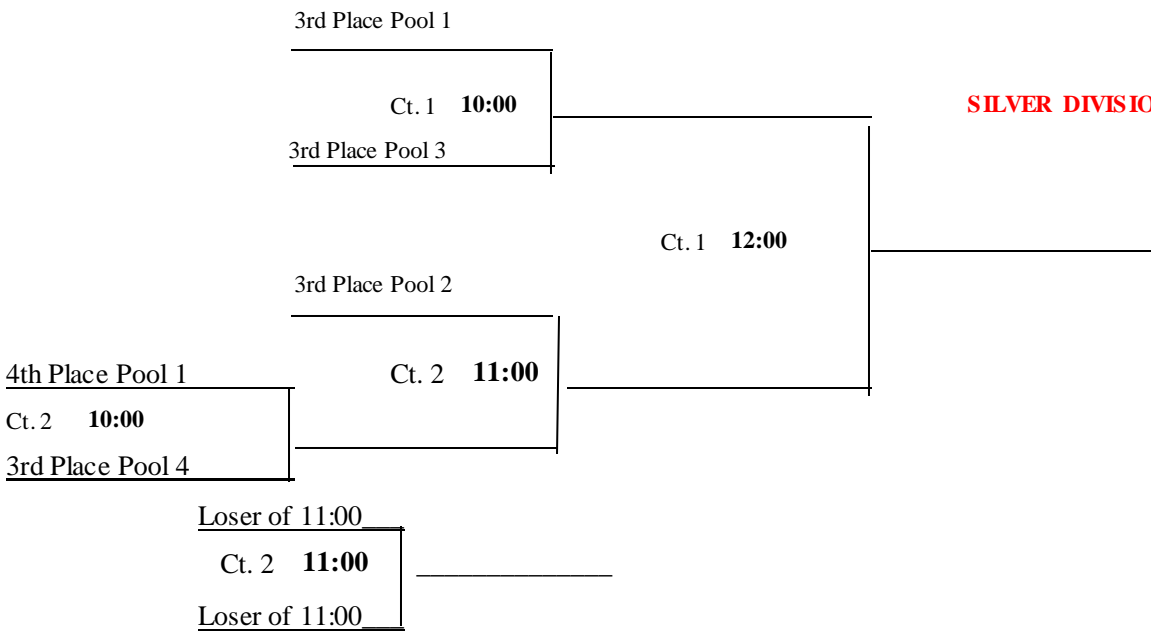 3rd Place Pool 1
Ct. 1 10:00
SILVER DIVISIO
3rd Place Pool 3
Ct. 1 12:00
3rd Place Pool 2
4th Place Pool 1
Ct. 2 11:00
Ct. 2 10:00
3rd Place Pool 4
Loser of 11:00___
Ct. 2 11:00
Loser of 11:00___